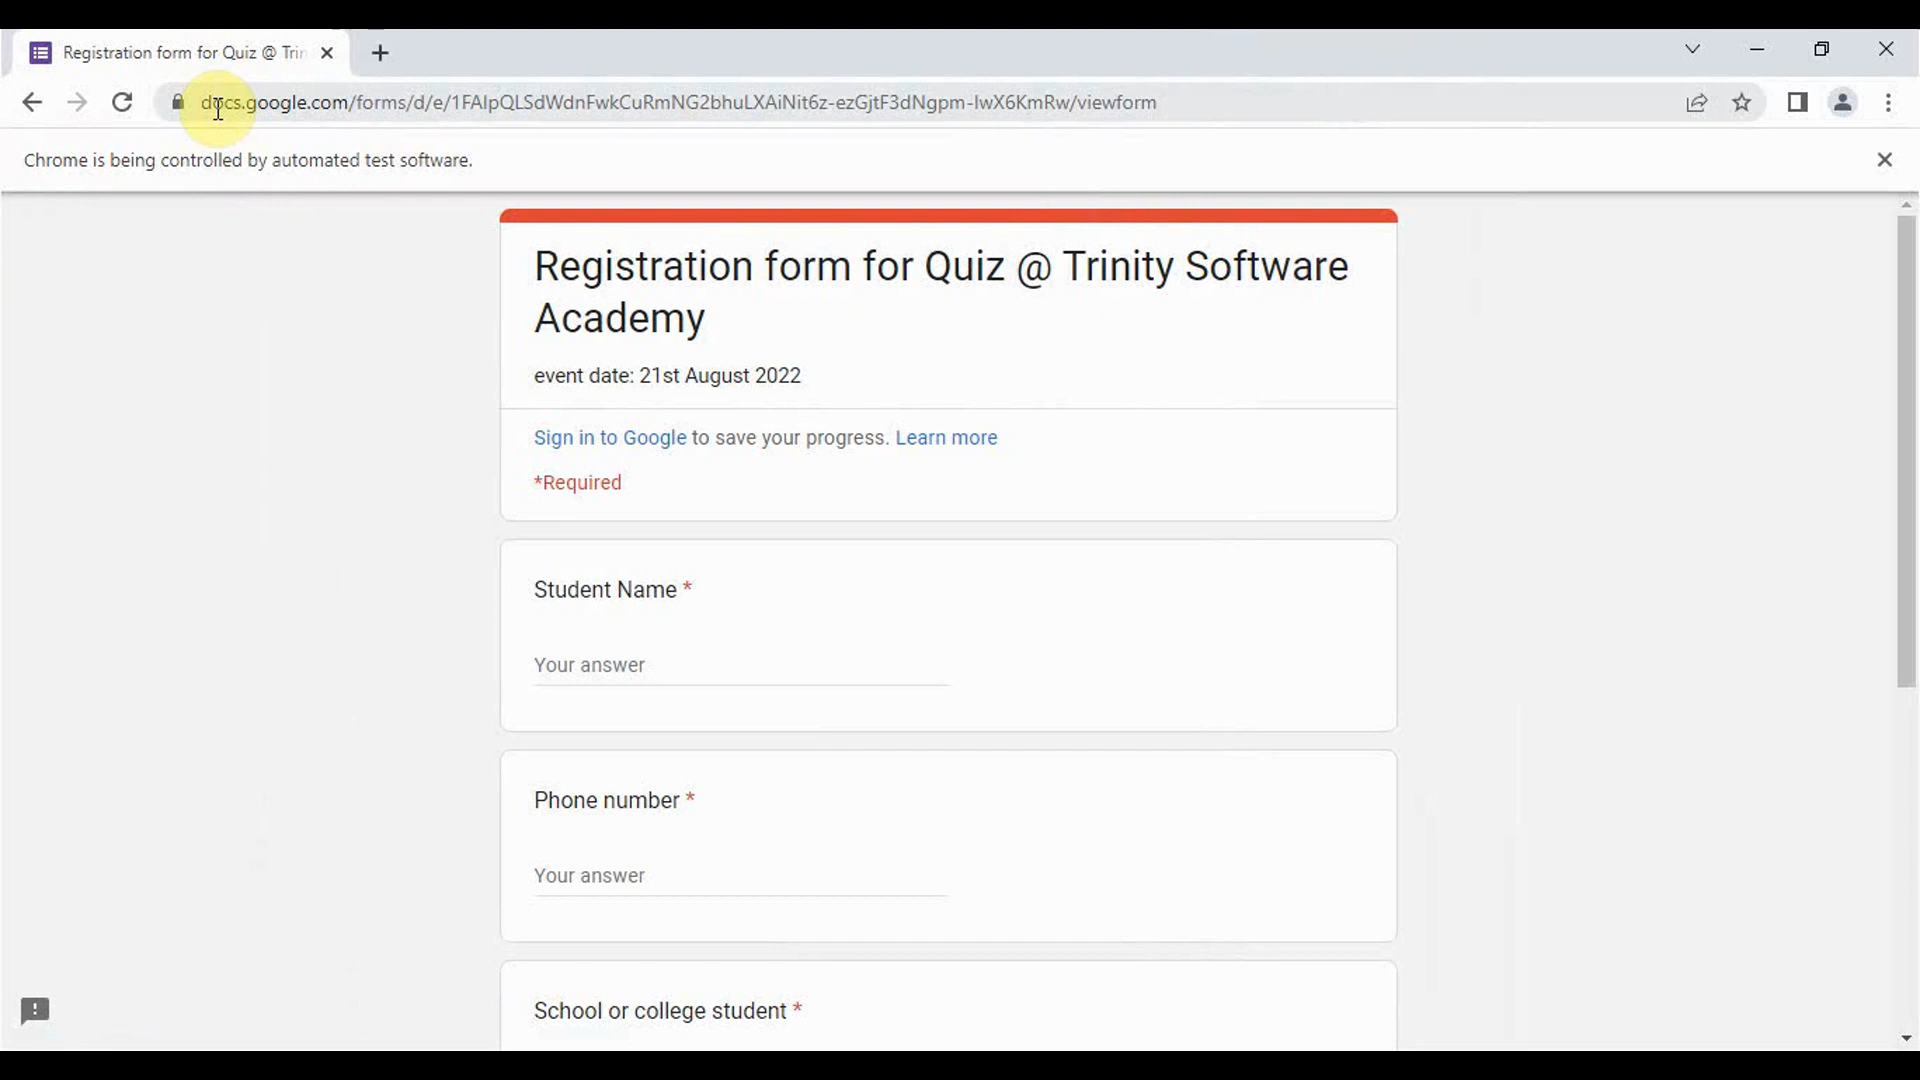 Registration form for Quiz @ Trin
docs.google.com/forms/d/e/1FAIpQLSdWdnFwkCuRmNG2bhuLXAiNit6z-ezGjtF3dNgpm-IwX6KmRw/viewform
Chrome is being controlled by automated test software.
Registration form for Quiz @ Trinity Software
Academy
event date: 21st August 2022
Sign in to Google to save your progress. Learn more
*Required
Student Name *
Your answer
Phone number *
Your answer
School or college student *